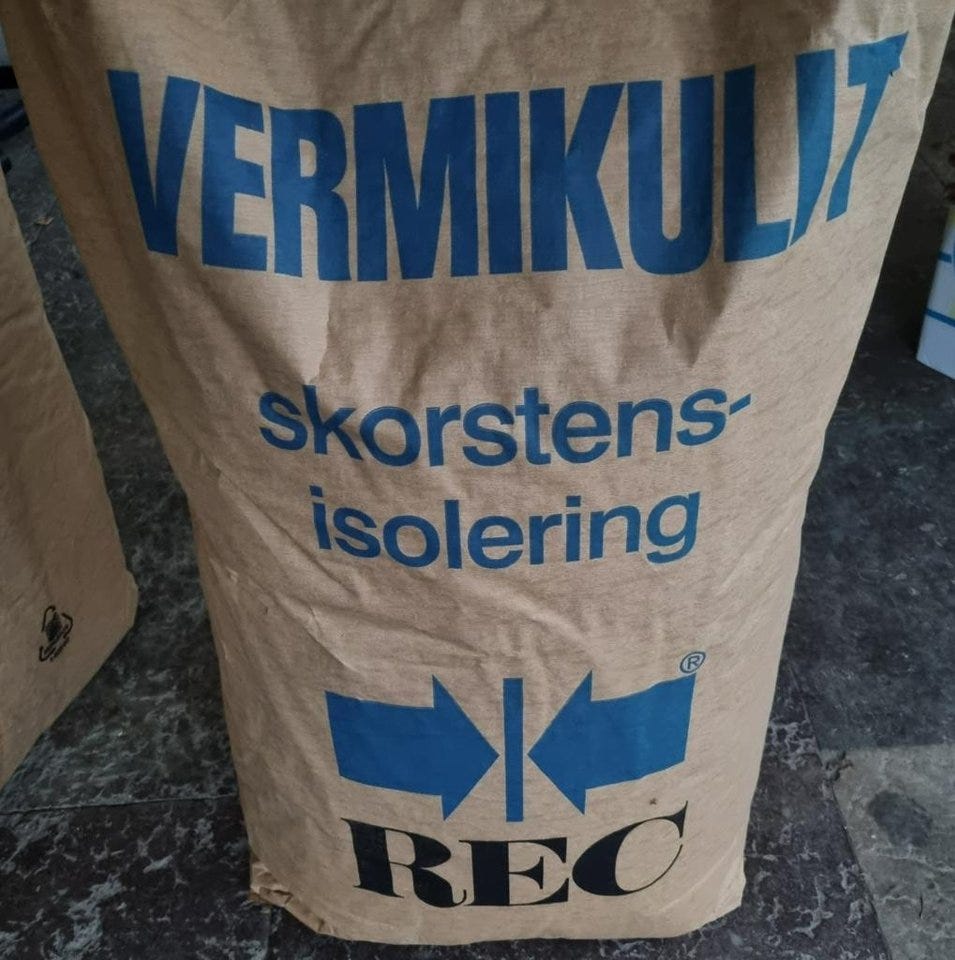 VERMIKULIT
skorstens-
isolering
®
REC